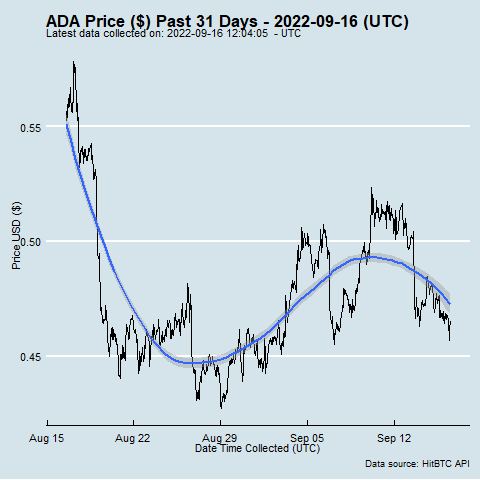 ADA Price ($) Past 31 Days - 2022-09-16 (UTC)
Latest data collected on: 2022-09-16 12:04:05  - UTC
0.55
0.50
0.45
Price USD ($)
Aug 15 Aug 22 Aug 29 Sep 05 Sep 12
Date Time Collected (UTC)
Data source: HitBTC API